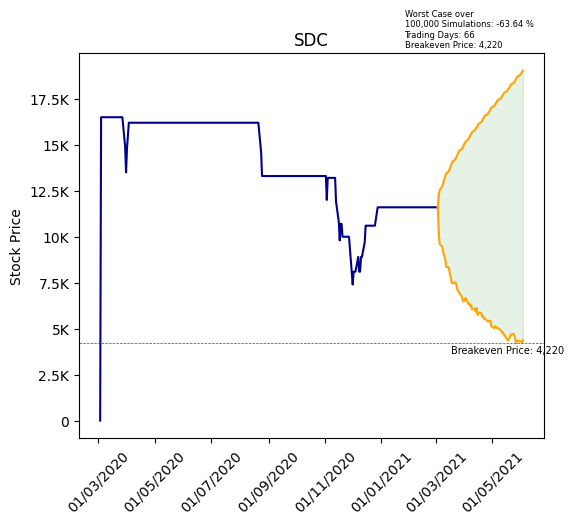 Worst Case over
100,000 Simulations: -63.64 %
Trading Days: 66
Breakeven Price: 4,220
SDC
Stock Price
17.5K
15K
12.5K
10K
7.5K
5K
2.5K
0
Breakeven Price: 4,220
01/03/2020
01/05/2020
01/07/2020
01/09/2020
01/11/2020
01/01/2021
01/03/2021
01/05/2021